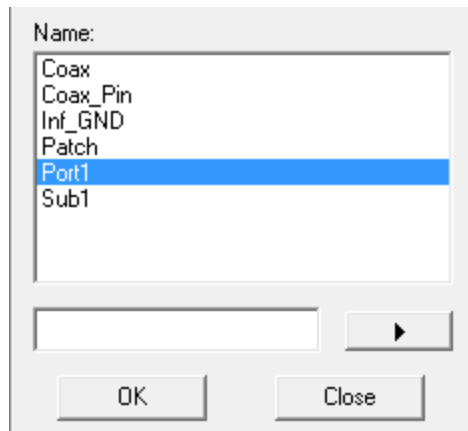 Name:
Coax
Coax_Pin
Inf_GND
Patch
Port1
Sub1
OK Close